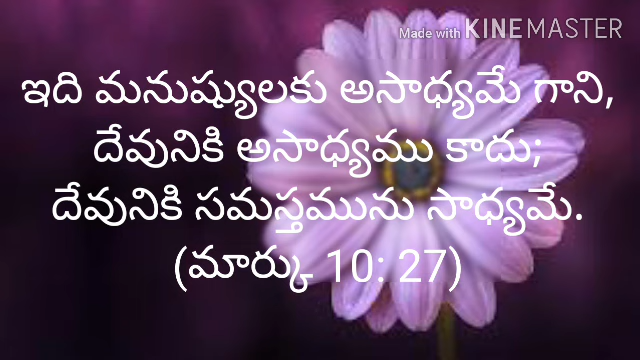 Made with KINEMASTER
ఇది మనుష్యులకు అసాధ్యమే గాని,
దేవునికి అసాధ్యము కాదు;
దేవునికి సమస్తమును సాధ్యమే.
(మార్కు 10: 27)